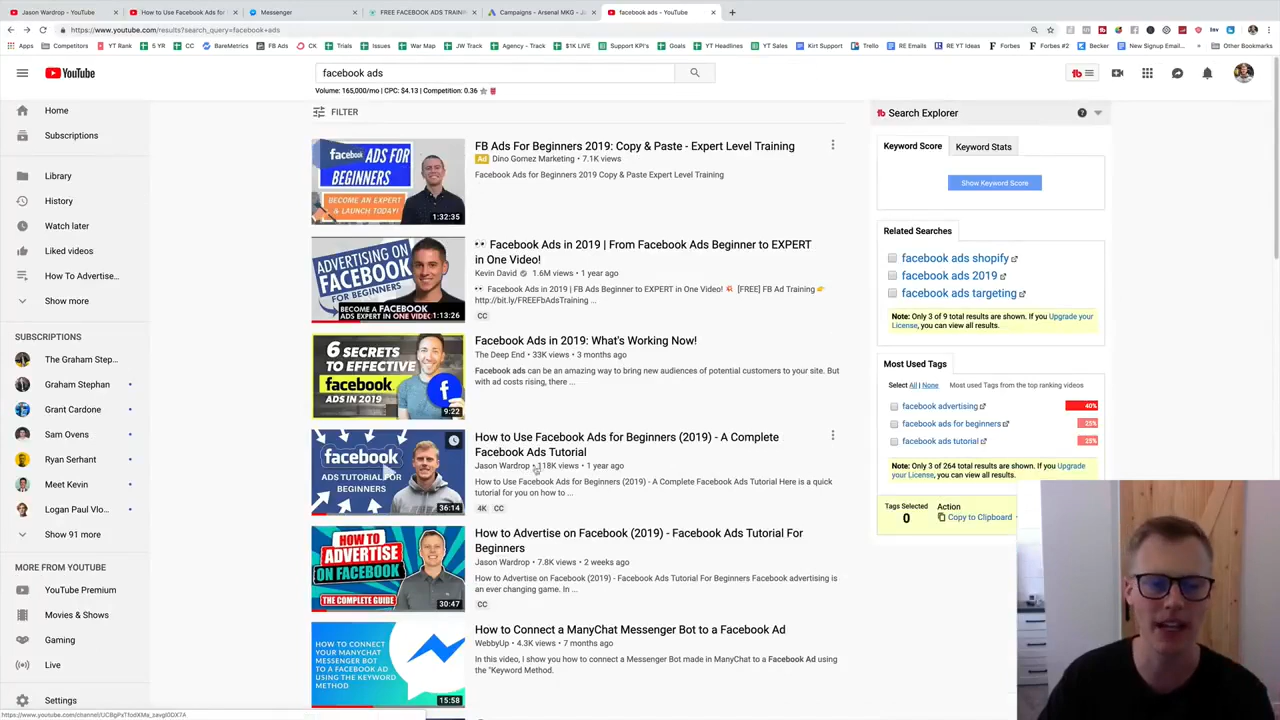 Jason Wardrop - YouTube
How to Use Facebook Ads for
Messenger
FREE FACEBOOK ADS TRAIN
Campaigns - Arsenal MKG - 
facebook ads - YouTube
https://www.youtube.com/results?search_query=facebook+ads
Apps
Competitors
YT Rank
5 YR
CC
BareMetrics
FB Ads
CK
Trials
Issues
War Map
JW Track
Agency - Track
$1K LIVE
Support KPI's
Goals
YT Headlines
YT Sales
Kirt Support
Trello
RE Emails
RE YT Ideas
Forbes
Forbes #2
Becker
New Signup Email...
Other Bookmarks
YouTube
facebook ads
Volume: 165,000/mo | CPC: $4.13 | Competition: 0.36
Home
Subscriptions
Library
History
Watch later
Liked videos
How To Advertise...
Show more
SUBSCRIPTIONS
The Graham Step...
Graham Stephan
Grant Cardone
Sam Ovens
Ryan Serhant
Meet Kevin
Logan Paul Vlo...
Show 91 more
MORE FROM YOUTUBE
YouTube Premium
Movies & Shows
Gaming
Live
Settings
https://www.youtube.com/channel/UCBgPxTfodXMa_zavgI0DX7A
FILTER
facebook ADS FOR
BEGINNERS
BECOME AN EXPERT
& LAUNCH TODAY!
1:32:35
FB Ads For Beginners 2019: Copy & Paste - Expert Level Training
Ad Dino Gomez Marketing • 7.1K views
Facebook Ads for Beginners 2019 Copy & Paste Expert Level Training
ADVERTISING ON
FACEBOOK
FOR BEGINNERS
BECOME A FACEBOOK
ADS EXPERT IN ONE VIDEO!
1:13:26
👀 Facebook Ads in 2019 | From Facebook Ads Beginner to EXPERT
in One Video!
Kevin David 1.6M views • 1 year ago
👀 Facebook Ads in 2019 | FB Ads Beginner to EXPERT in One Video! 💥 [FREE] FB Ad Training 👉
http://bit.ly/FREEFbAdsTraining ...
CC
6 SECRETS
TO EFFECTIVE
facebook
ADS IN 2019
f
9:22
Facebook Ads in 2019: What's Working Now!
The Deep End • 33K views • 3 months ago
Facebook ads can be an amazing way to bring new audiences of potential customers to your site. But
with ad costs rising, there ...
facebook
ADS TUTORIAL FOR
BEGINNERS
36:14
How to Use Facebook Ads for Beginners (2019) - A Complete
Facebook Ads Tutorial
Jason Wardrop • 118K views • 1 year ago
How to Use Facebook Ads for Beginners (2019) - A Complete Facebook Ads Tutorial Here is a quick
tutorial for you on how to ...
4K CC
HOW TO
ADVERTISE
ON FACEBOOK
THE COMPLETE GUIDE
30:47
How to Advertise on Facebook (2019) - Facebook Ads Tutorial For
Beginners
Jason Wardrop • 7.8K views • 2 weeks ago
How to Advertise on Facebook (2019) - Facebook Ads Tutorial For Beginners Facebook advertising is
an ever changing game. In ...
CC
HOW TO CONNECT
YOUR MANYCHAT
MESSENGER BOT
TO A FACEBOOK AD
USING THE
KEYWORD METHOD
15:58
How to Connect a ManyChat Messenger Bot to a Facebook Ad
WebbyUp • 4.3K views • 7 months ago
In this video, I show you how to connect a Messenger Bot made in ManyChat to a Facebook Ad using
the "Keyword Method.
tb Search Explorer
Keyword Score
Keyword Stats
Show Keyword Score
Related Searches
facebook ads shopify
facebook ads 2019
facebook ads targeting
Note: Only 3 of 9 total results are shown. If you Upgrade your
License, you can view all results.
Most Used Tags
Select All | None Most used Tags from the top ranking videos
facebook advertising 40%
facebook ads for beginners 25%
facebook ads tutorial 25%
Note: Only 3 of 264 total results are shown. If you Upgrade
your License, you can view all results.
Tags Selected
0
Action
Copy to Clipboard